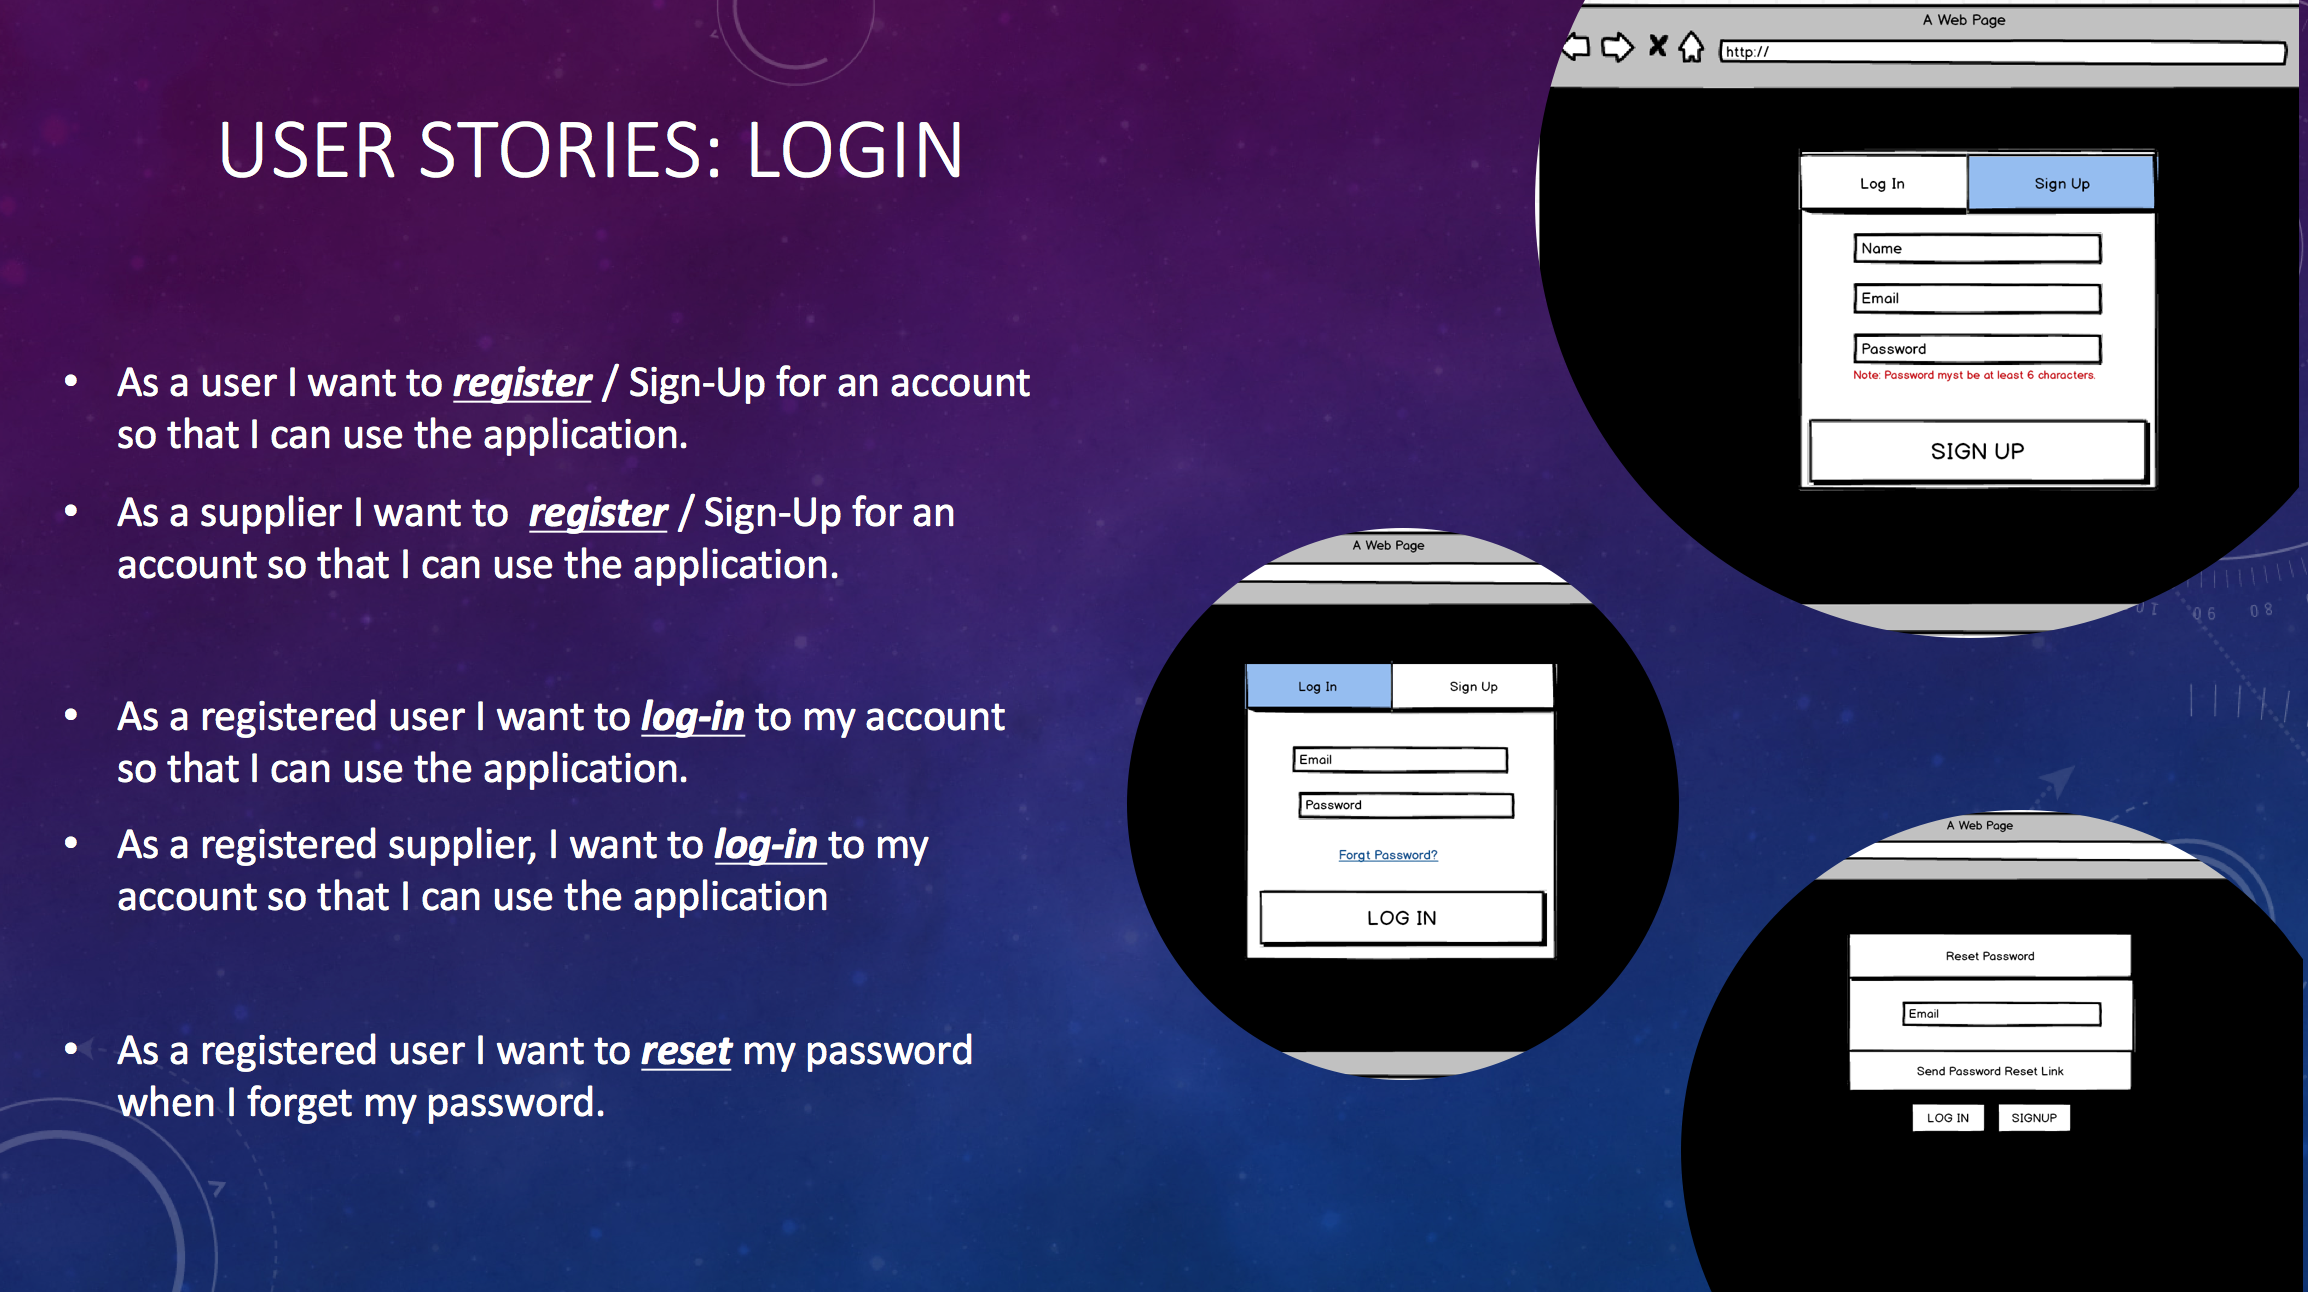 USER STORIES: LOGIN
• As a user I want to register / Sign-Up for an account
so that I can use the application.
• As a supplier I want to register / Sign-Up for an
account so that I can use the application.
• As a registered user I want to log-in to my account
so that I can use the application.
• As a registered supplier, I want to log-in to my
account so that I can use the application
• As a registered user I want to reset my password
when I forget my password.
A Web Page
http://
Log In
Sign Up
Name
Email
Password
Note: Password myst be at least 6 characters.
SIGN UP
A Web Page
Log In
Sign Up
Email
Password
Forgt Password?
LOG IN
A Web Page
Reset Password
Email
Send Password Reset Link
LOG IN
SIGNUP
80
90